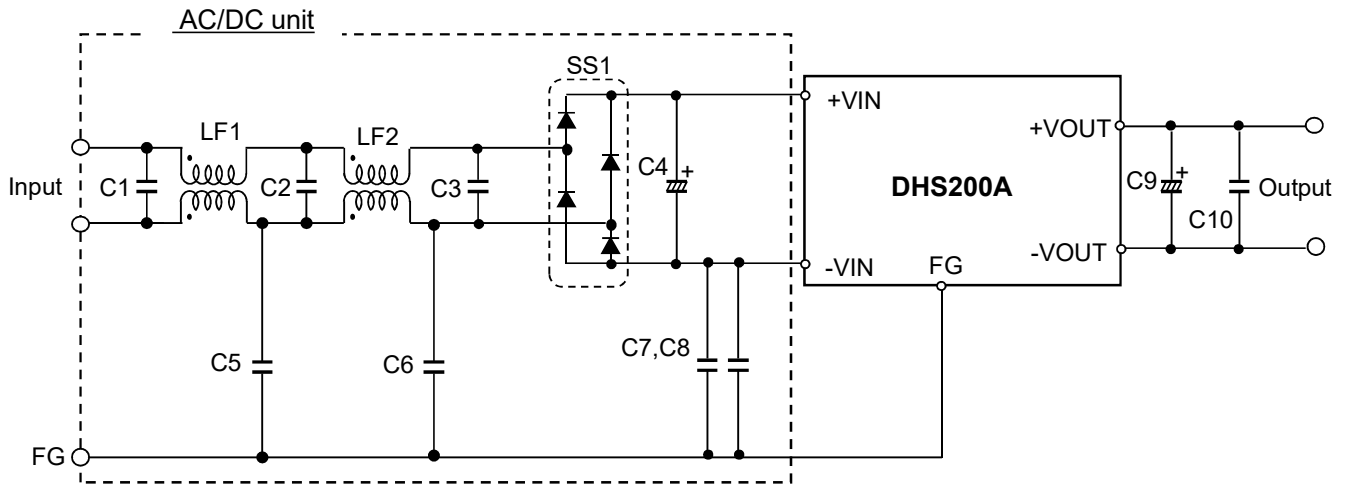 AC/DC unit
SS1
LF1
LF2
+VIN
+VOUT
Input
C1
C2
C3
C4
+
DHS200A
C9
+
C10
Output
-VIN
FG
-VOUT
C5
C6
C7,C8
FG